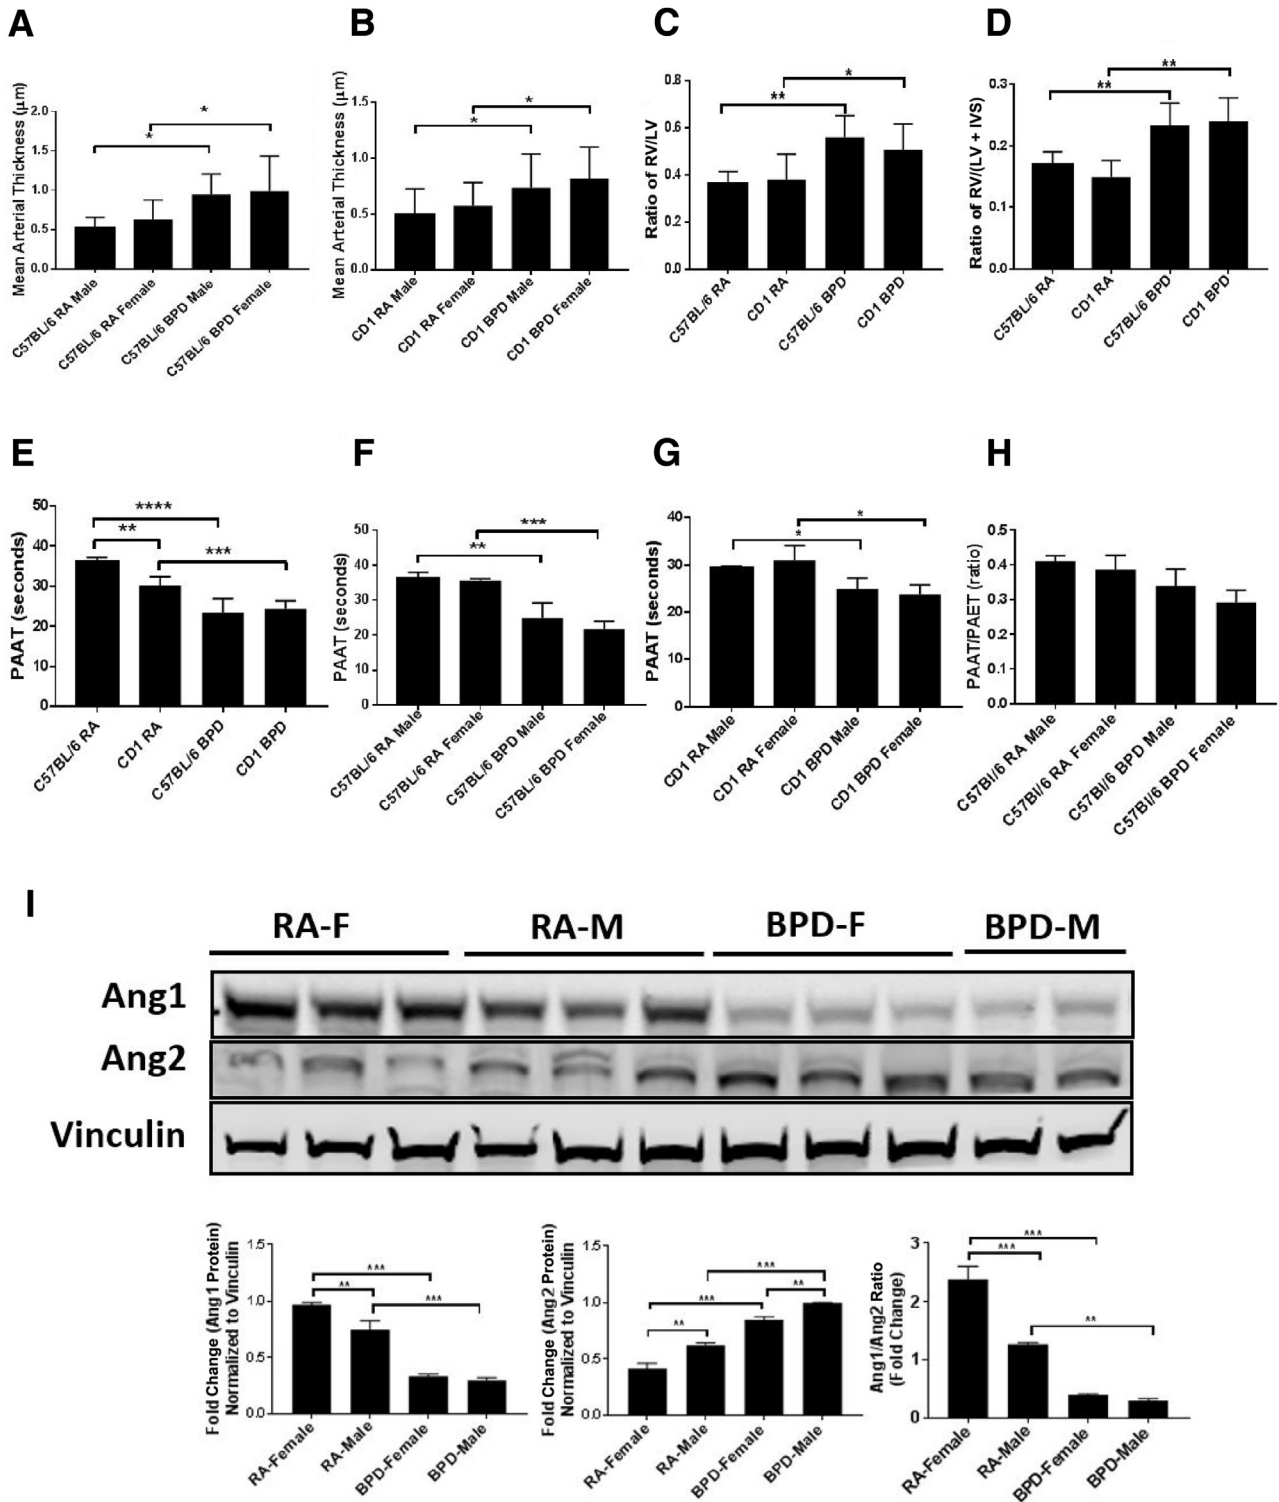 A
Mean Arterial Thickness (μm)
2.0
1.5
1.0
0.5
0.0
*
*
C57BL/6 RA Male
C57BL/6 RA Female
C57BL/6 BPD Male
C57BL/6 BPD Female
B
Mean Arterial Thickness (μm)
1.5
1.0
0.5
0.0
*
*
CD1 RA Male
CD1 RA Female
CD1 BPD Male
CD1 BPD Female
C
Ratio of RV/LV
0.8
0.6
0.4
0.2
0.0
*
**
C57BL/6 RA
CD1 RA
C57BL/6 BPD
CD1 BPD
D
Ratio of RV/(LV + IVS)
0.3
0.2
0.1
0.0
**
**
C57BL/6 RA
CD1 RA
C57BL/6 BPD
CD1 BPD
E
PAAT (seconds)
50
40
30
20
10
0
****
**
***
C57BL/6 RA
CD1 RA
C57BL/6 BPD
CD1 BPD
F
PAAT (seconds)
50
40
30
20
10
0
***
**
C57BL/6 RA Male
C57BL/6 RA Female
C57BL/6 BPD Male
C57BL/6 BPD Female
G
PAAT (seconds)
40
30
20
10
0
*
*
CD1 RA Male
CD1 RA Female
CD1 BPD Male
CD1 BPD Female
H
PAAT/PAET (ratio)
0.5
0.4
0.3
0.2
0.1
0.0
C57Bl/6 RA Male
C57Bl/6 RA Female
C57Bl/6 BPD Male
C57Bl/6 BPD Female
I
RA-F RA-M BPD-F BPD-M
Ang1
Ang2
Vinculin
Fold Change (Ang1 Protein)
Normalized to Vinculin
1.5
1.0
0.5
0.0
***
**
***
RA-Female
RA-Male
BPD-Female
BPD-Male
Fold Change (Ang2 Protein)
Normalized to Vinculin
1.5
1.0
0.5
0.0
***
**
***
**
RA-Female
RA-Male
BPD-Female
BPD-Male
Ang1/Ang2 Ratio
(Fold Change)
3
2
1
0
***
***
**
RA-Female
RA-Male
BPD-Female
BPD-Male